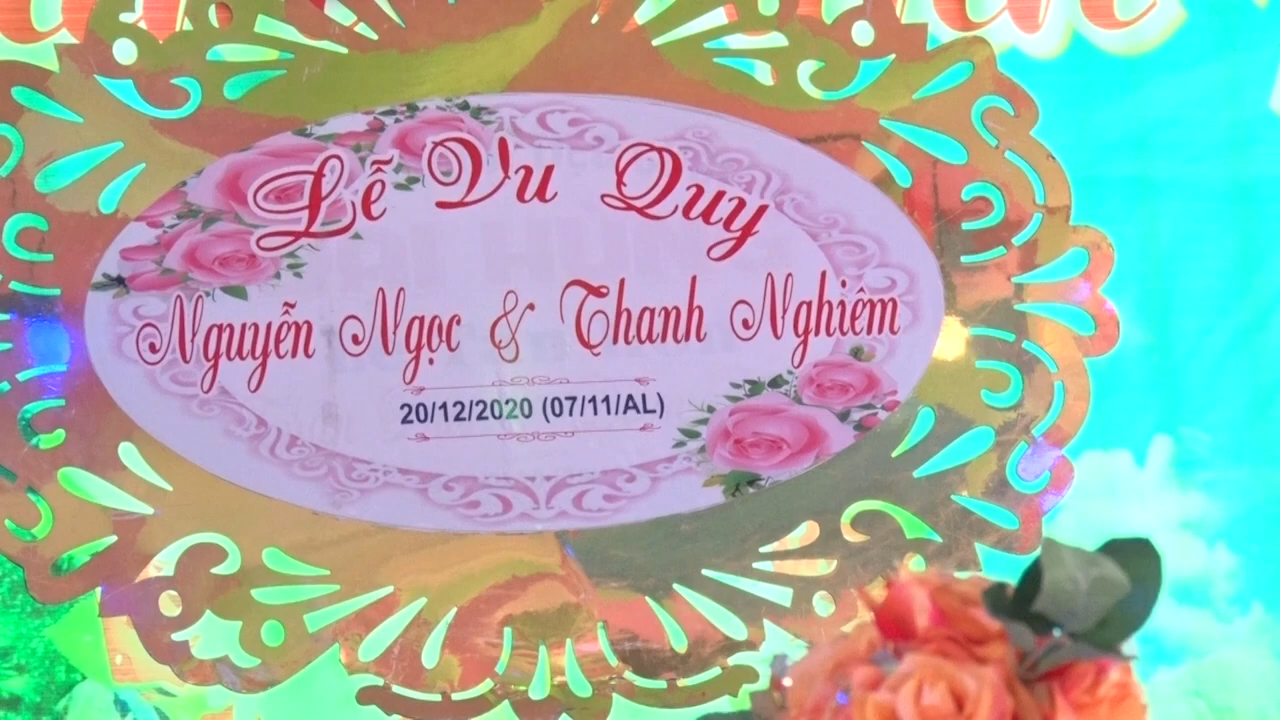 Lễ Vu Quy
Nguyễn Ngọc & Thanh Nghiêm
20/12/2020 (07/11/AL)